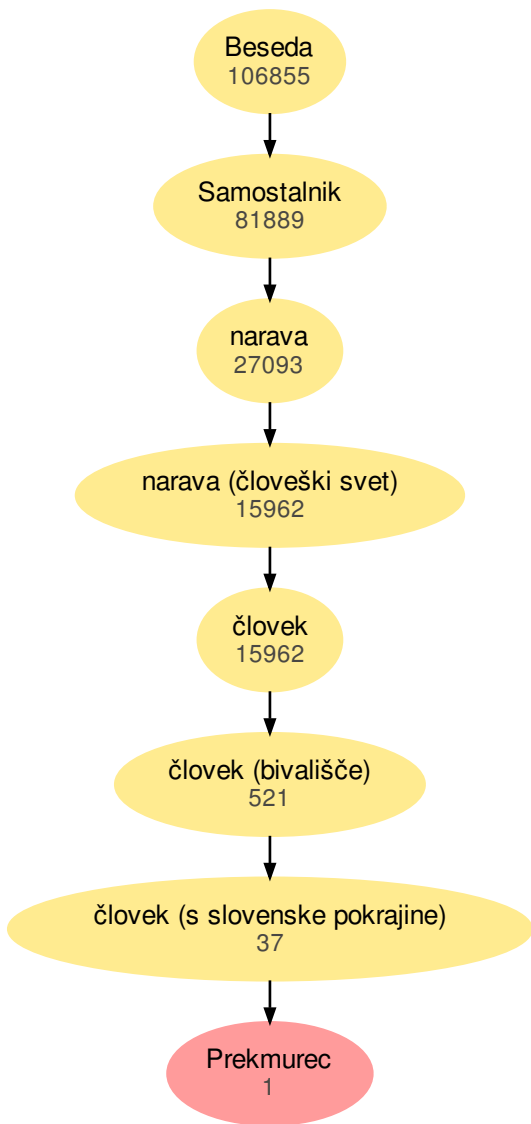 Beseda
106855
Samostalnik
81889
narava
27093
narava (človeški svet)
15962
človek
15962
človek (bivališče)
521
človek (s slovenske pokrajine)
37
Prekmurec
1